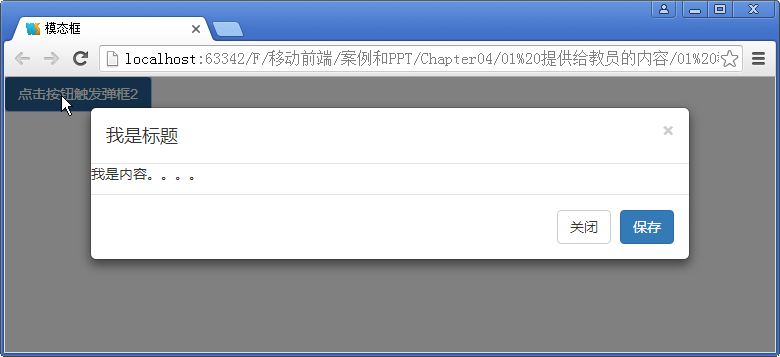 模态框
localhost:63342/F/移动前端/案例和PPT/Chapter04/01%20提供给教员的内容/01%20
点击按钮触发弹框2
我是标题
×
我是内容。。。。
关闭
保存